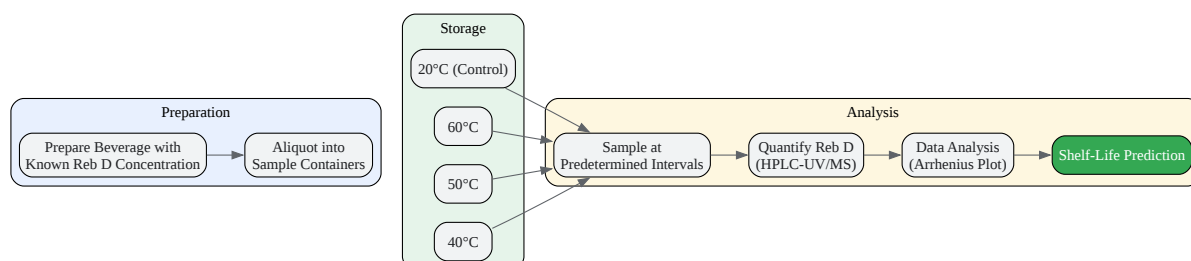 Preparation
Prepare Beverage with
Known Reb D Concentration
Aliquot into
Sample Containers
Storage
20°C (Control)
60°C
50°C
40°C
Analysis
Sample at
Predetermined Intervals
Quantify Reb D
(HPLC-UV/MS)
Data Analysis
(Arrhenius Plot)
Shelf-Life Prediction